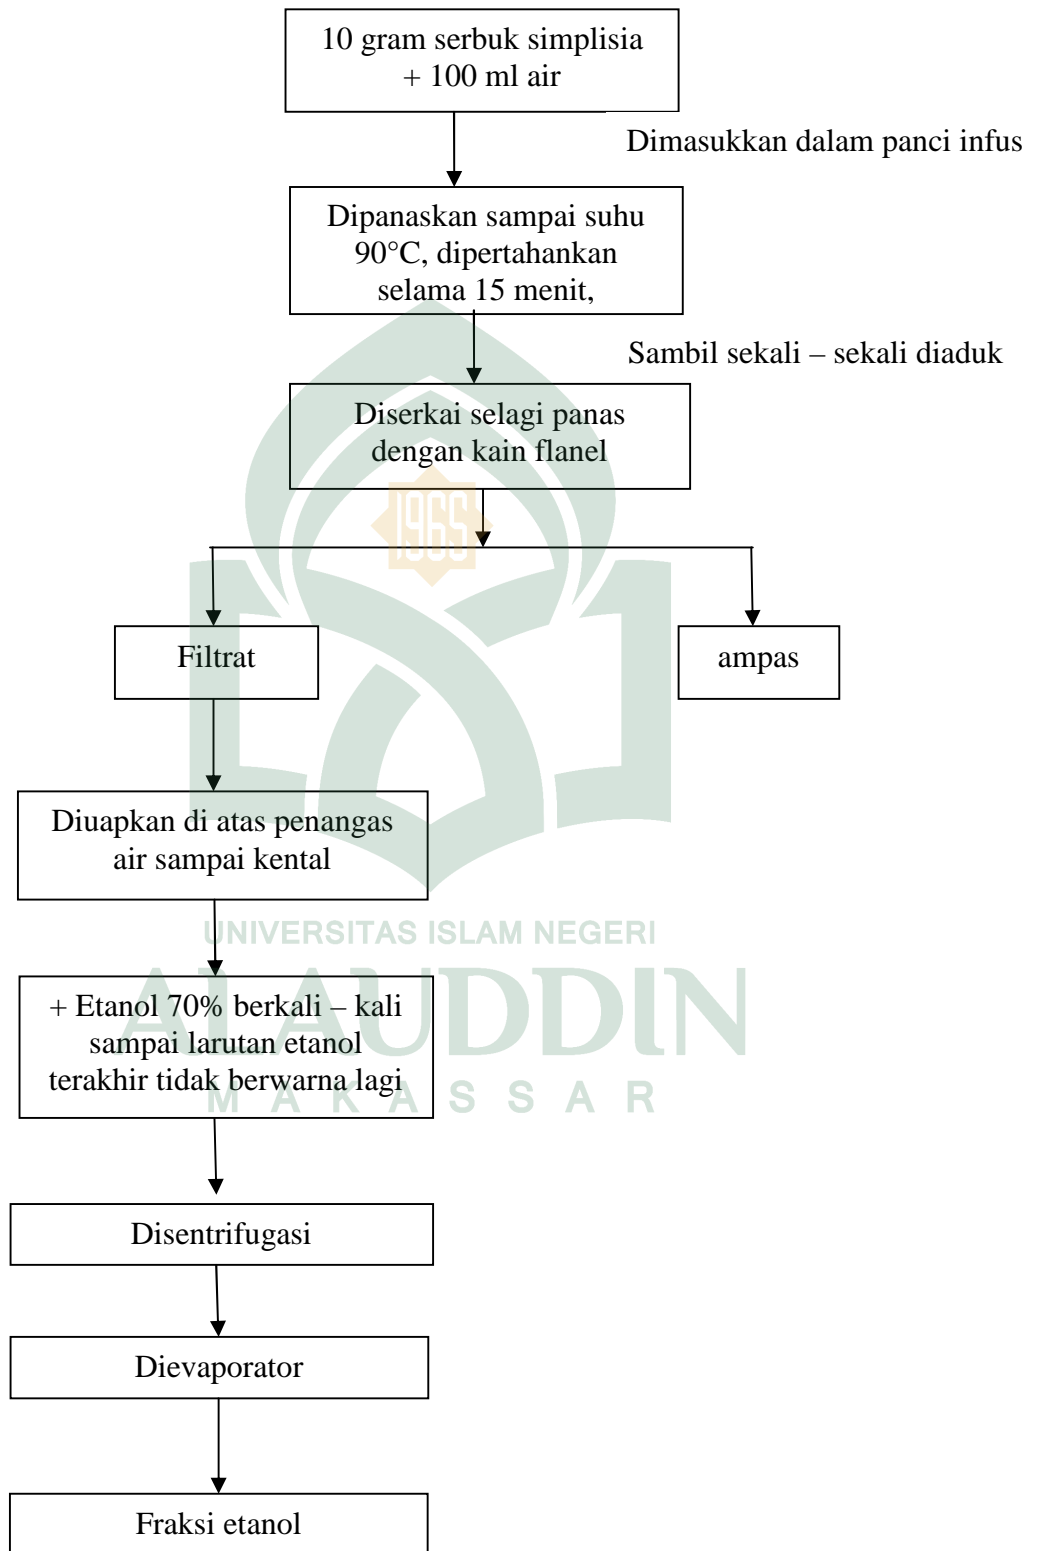 10 gram serbuk simplisia
+ 100 ml air
Dimasukkan dalam panci infus
Dipanaskan sampai suhu
90°C, dipertahankan
selama 15 menit,
Sambil sekali – sekali diaduk
Diserkai selagi panas
dengan kain flanel
1965
Filtrat
ampas
Diuapkan di atas penangas
air sampai kental
UNIVERSITAS ISLAM NEGERI
ALAUDDIN
MAKASSAR
+ Etanol 70% berkali – kali
sampai larutan etanol
terakhir tidak berwarna lagi
Disentrifugasi
Dievaporator
Fraksi etanol